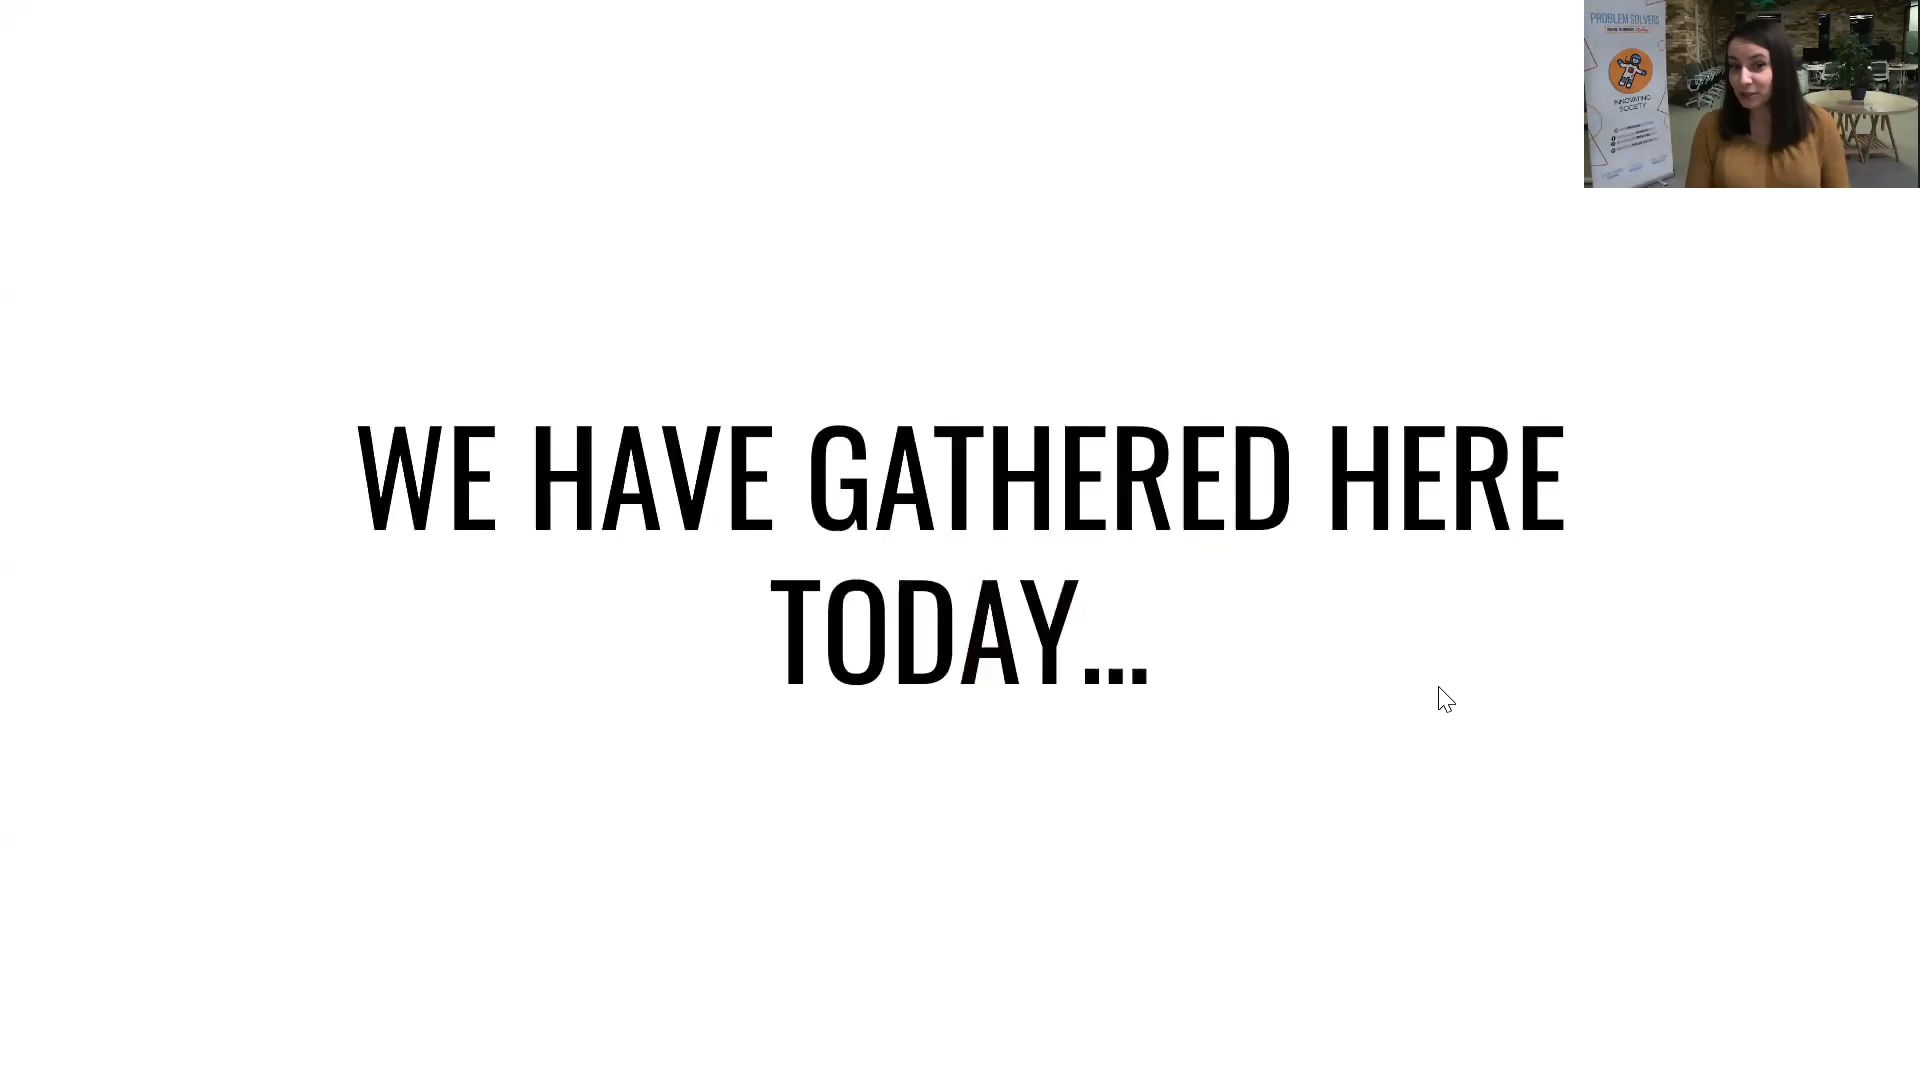 PROBLEM SOLVERS
INNOVATING
SOCIETY
WE HAVE GATHERED HERE
TODAY...